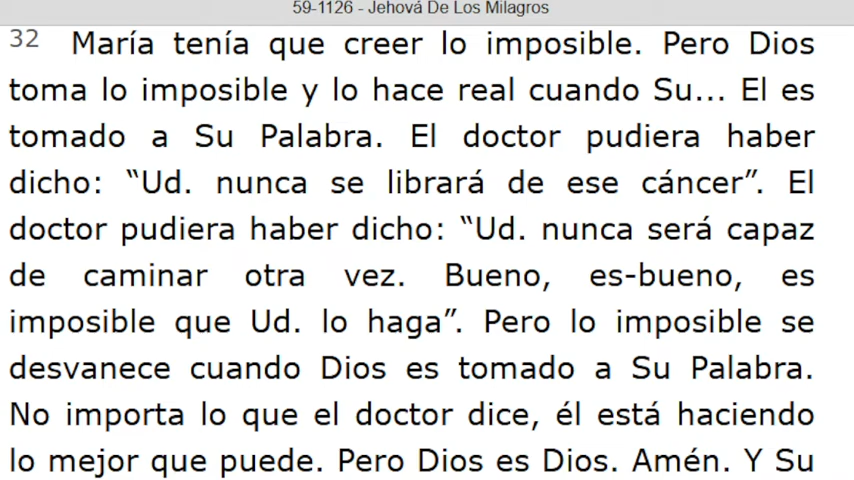 59-1126 - Jehová De Los Milagros
32 María tenía que creer lo imposible. Pero Dios
toma lo imposible y lo hace real cuando Su... El es
tomado a Su Palabra. El doctor pudiera haber
dicho: “Ud. nunca se librará de ese cáncer”. El
doctor pudiera haber dicho: “Ud. nunca será capaz
de caminar otra vez. Bueno, es-bueno, es
imposible que Ud. lo haga”. Pero lo imposible se
desvanece cuando Dios es tomado a Su Palabra.
No importa lo que el doctor dice, él está haciendo
lo mejor que puede. Pero Dios es Dios. Amén. Y Su